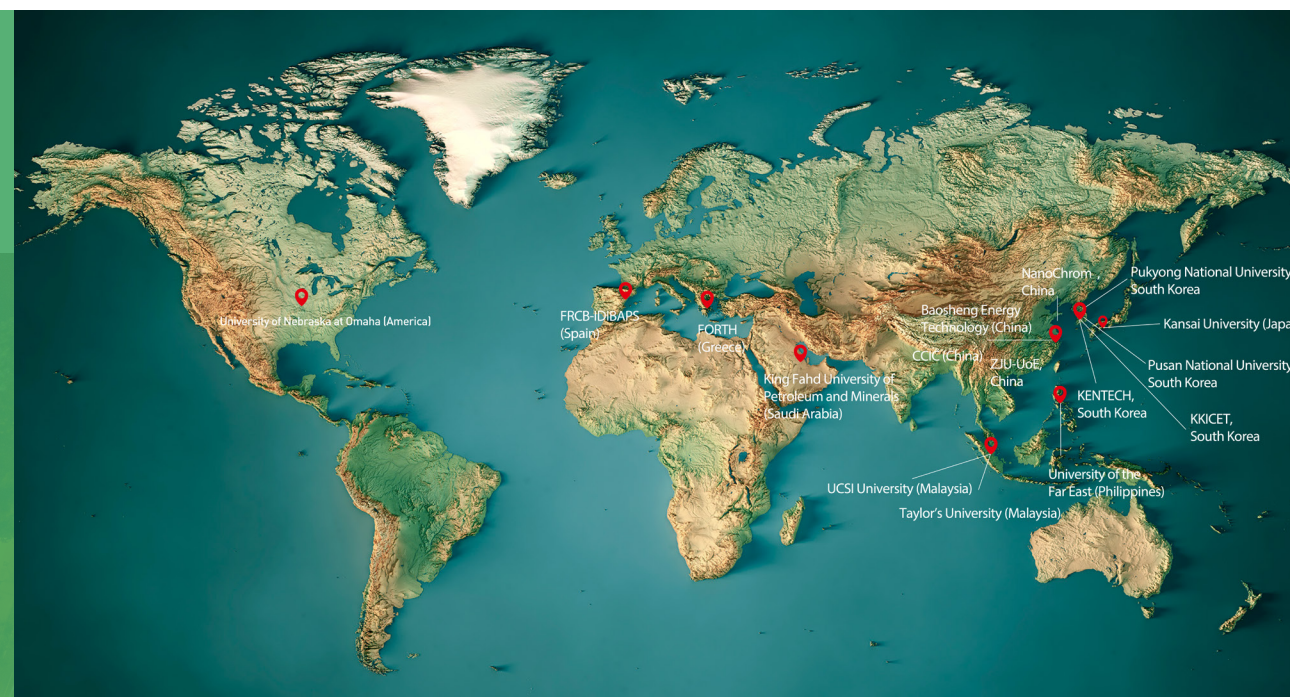 University of Nebraska at Omaha (America)
FRCB-IDIBAPS
(Spain)
FORTH
(Greece)
King Fahd University of
Petroleum and Minerals
(Saudi Arabia)
NanoChrom ,
China
Baosheng Energy
Technology (China)
CCIC (China)
ZJU-UoE,
China
Pukyong National University
South Korea
Kansai University (Japa
Pusan National University
South Korea
KENTECH,
South Korea
KKICET,
South Korea
University of the
Far East (Philippines)
UCSI University (Malaysia)
Taylor's University (Malaysia)